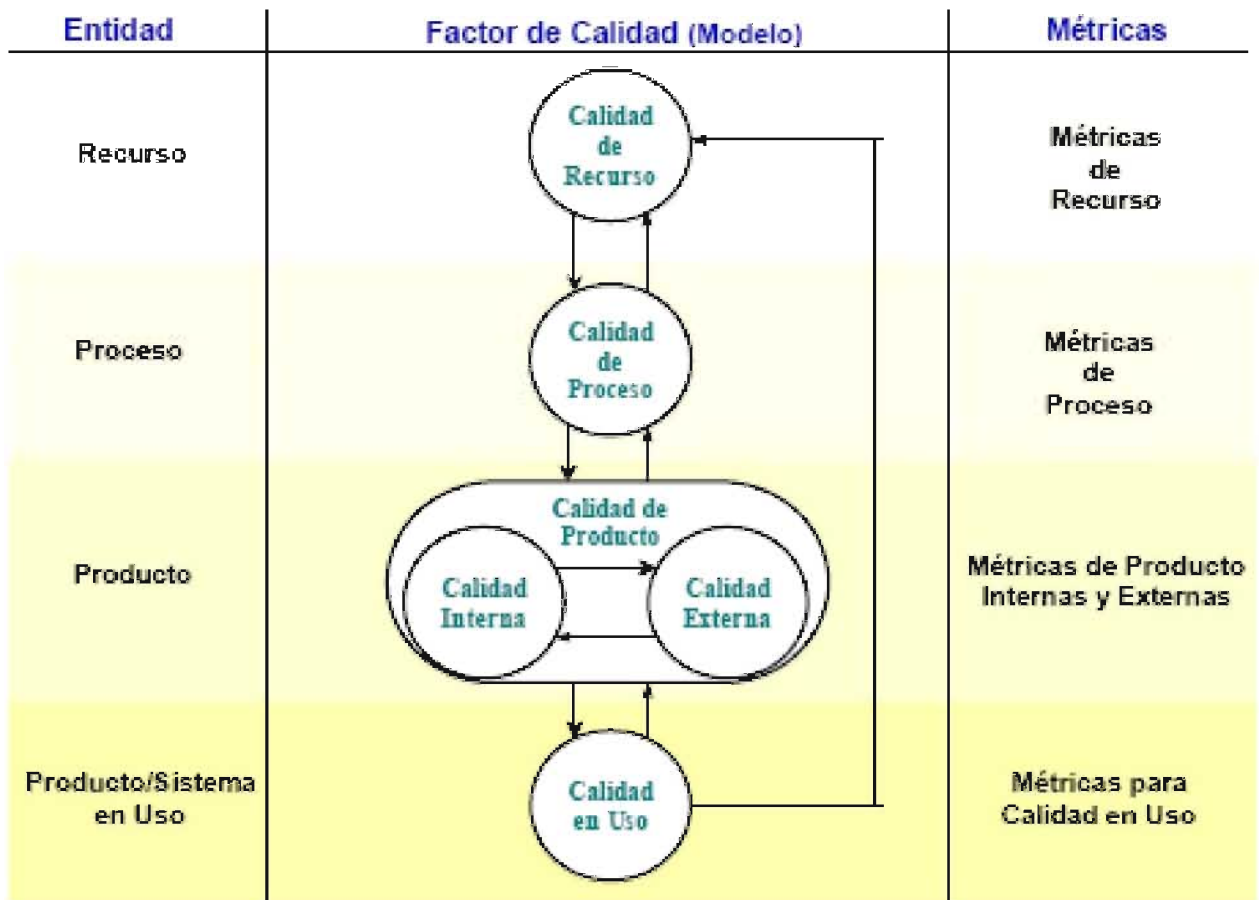 Entidad
Factor de Calidad (Modelo)
Métricas
Recurso
Calidad
de
Recurso
Métricas
de
Recurso
Proceso
Calidad
de
Proceso
Métricas
de
Proceso
Producto
Calidad de
Producto
Calidad
Interna
Calidad
Externa
Métricas de Producto
Internas y Externas
Producto/Sistema
en Uso
Calidad
en Uso
Métricas para
Calidad en Uso